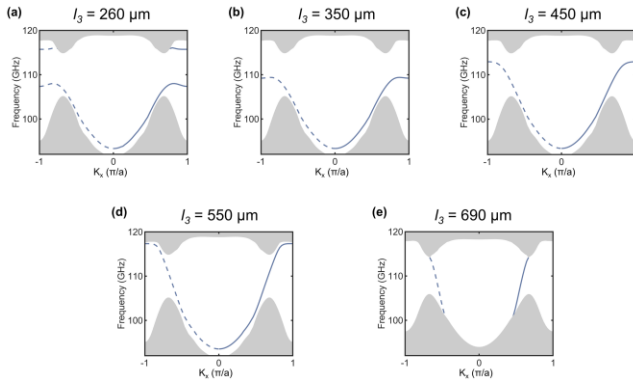 (a) l₃ = 260 µm
120
110
100
Frequency (GHz)
-1 0 1
Kₓ (π/a)
(b) l₃ = 350 µm
120
110
100
Frequency (GHz)
-1 0 1
Kₓ (π/a)
(c) l₃ = 450 µm
120
110
100
Frequency (GHz)
-1 0 1
Kₓ (π/a)
(d) l₃ = 550 µm
120
110
100
Frequency (GHz)
-1 0 1
Kₓ (π/a)
(e) l₃ = 690 µm
120
110
100
Frequency (GHz)
-1 0 1
Kₓ (π/a)